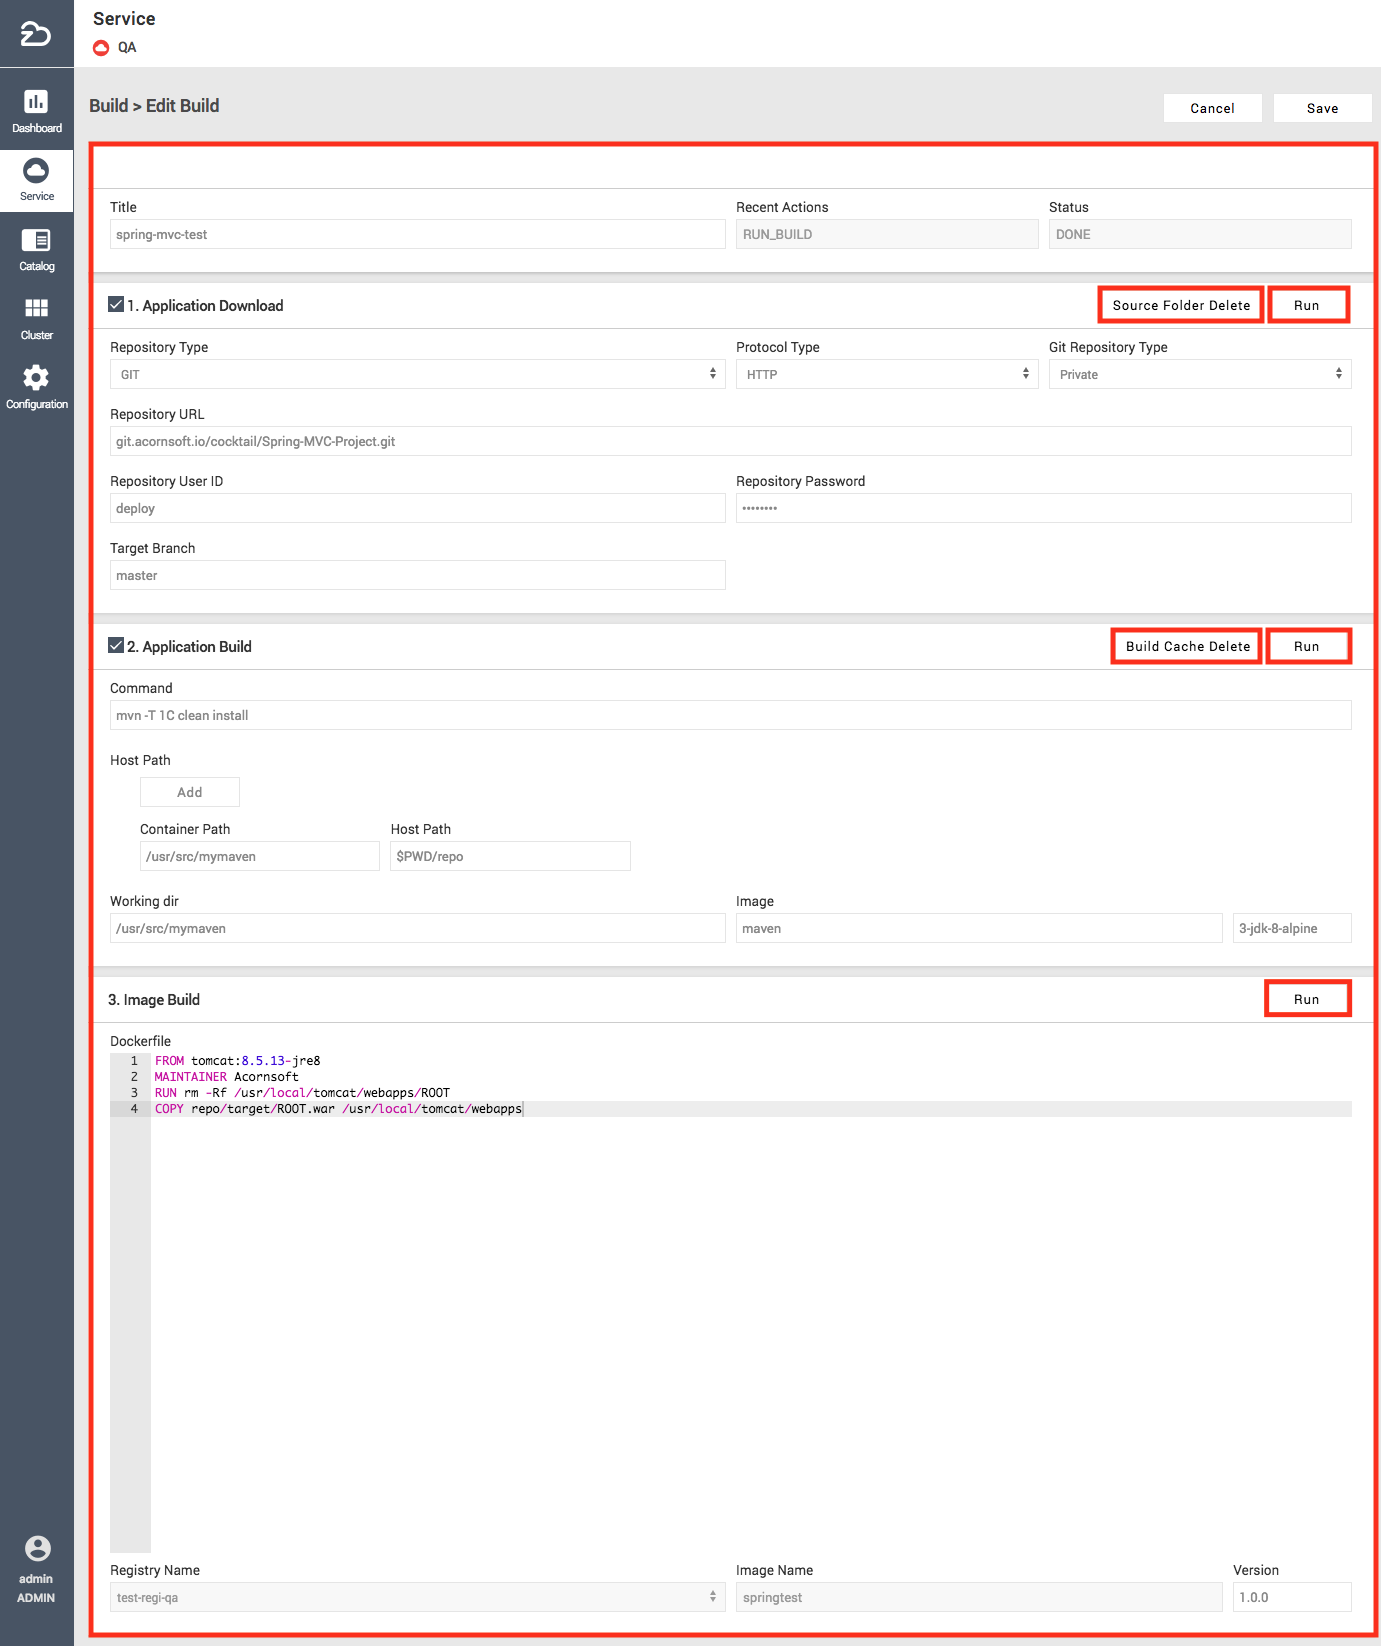 Service
QA
Dashboard
Service
Catalog
Cluster
Configuration
admin
ADMIN
Build > Edit Build
Cancel
Save
Title
Recent Actions
Status
spring-mvc-test
RUN_BUILD
DONE
1. Application Download
Source Folder Delete
Run
Repository Type
Protocol Type
Git Repository Type
GIT
HTTP
Private
Repository URL
git.acornsoft.io/cocktail/Spring-MVC-Project.git
Repository User ID
Repository Password
deploy
••••••••
Target Branch
master
2. Application Build
Build Cache Delete
Run
Command
mvn -T 1C clean install
Host Path
Add
Container Path
Host Path
/usr/src/mymaven
$PWD/repo
Working dir
Image
/usr/src/mymaven
maven
3-jdk-8-alpine
3. Image Build
Run
Dockerfile
1 FROM tomcat:8.5.13-jre8
2 MAINTAINER Acornsoft
3 RUN rm -Rf /usr/local/tomcat/webapps/ROOT
4 COPY repo/target/ROOT.war /usr/local/tomcat/webapps
Registry Name
Image Name
Version
test-regi-qa
springtest
1.0.0